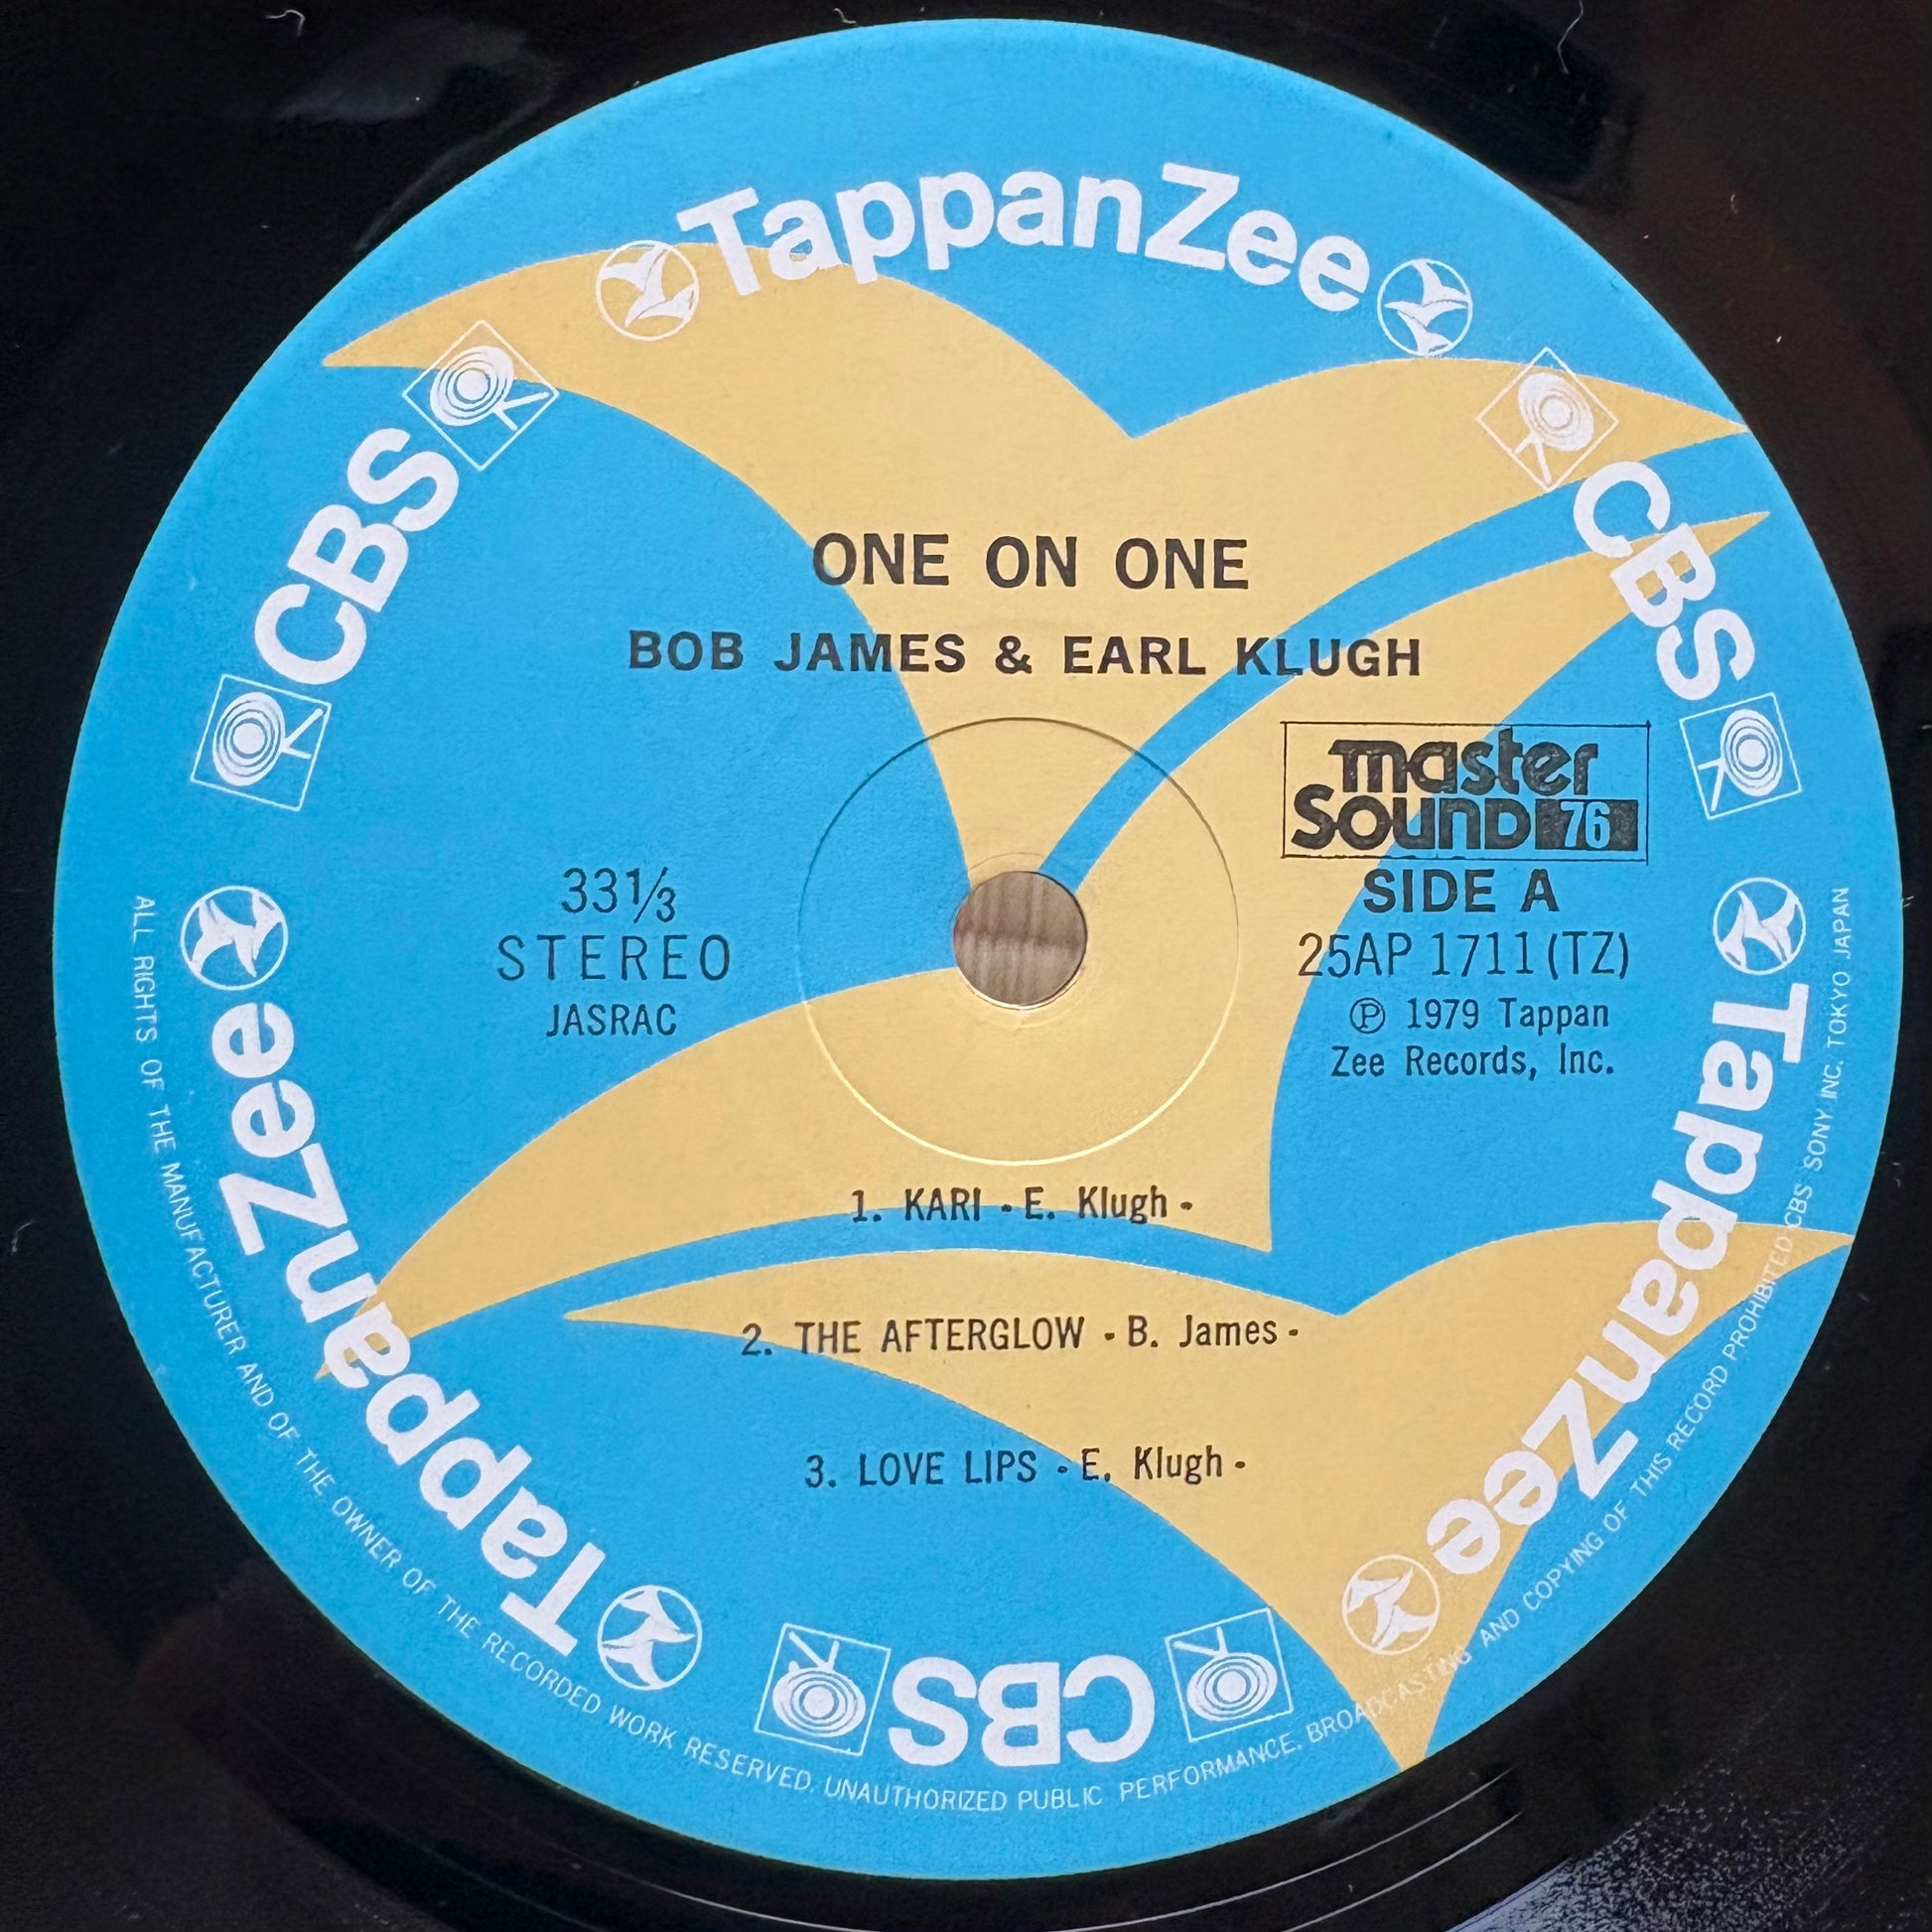 TappanZee
CBS
CBS
ONE ON ONE
BOB JAMES & EARL KLUGH
master
Sound 76
33 1/3
STEREO
JASRAC
SIDE A
25AP 1711 (TZ)
℗ 1979 Tappan
Zee Records, Inc.
1. KARI - E. Klugh -
2. THE AFTERGLOW - B. James -
3. LOVE LIPS - E. Klugh -
TappanZee
TappanZee
CBS
ALL RIGHTS OF THE MANUFACTURER AND OF THE OWNER OF THE RECORDED WORK RESERVED. UNAUTHORIZED PUBLIC PERFORMANCE. BROADCASTING AND COPYING OF THIS RECORD PROHIBITED. CBS SONY INC. TOKYO JAPAN